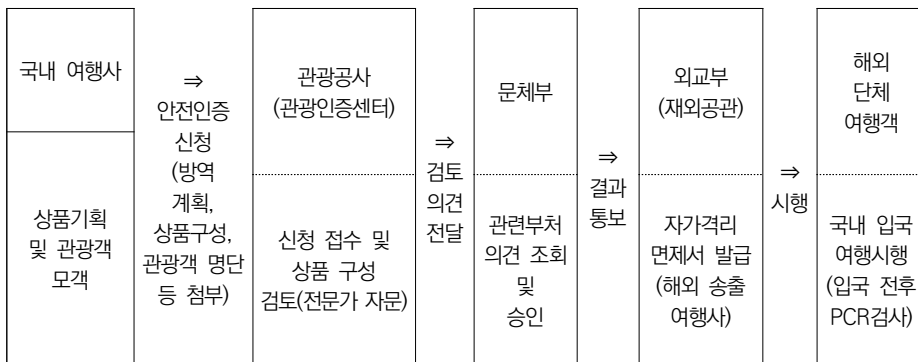 국내 여행사
상품기획
및 관광객
모객
⇒
안전인증
신청
(방역
계획,
상품구성,
관광객 명단
등 첨부)
관광공사
(관광인증센터)
신청 접수 및
상품 구성
검토(전문가 자문)
⇒
검토
의견
전달
문체부
관련부처
의견 조회
및
승인
⇒
결과
통보
외교부
(재외공관)
자가격리
면제서 발급
(해외 송출
여행사)
⇒
시행
해외
단체
여행객
국내 입국
여행시행
(입국 전후
PCR검사)